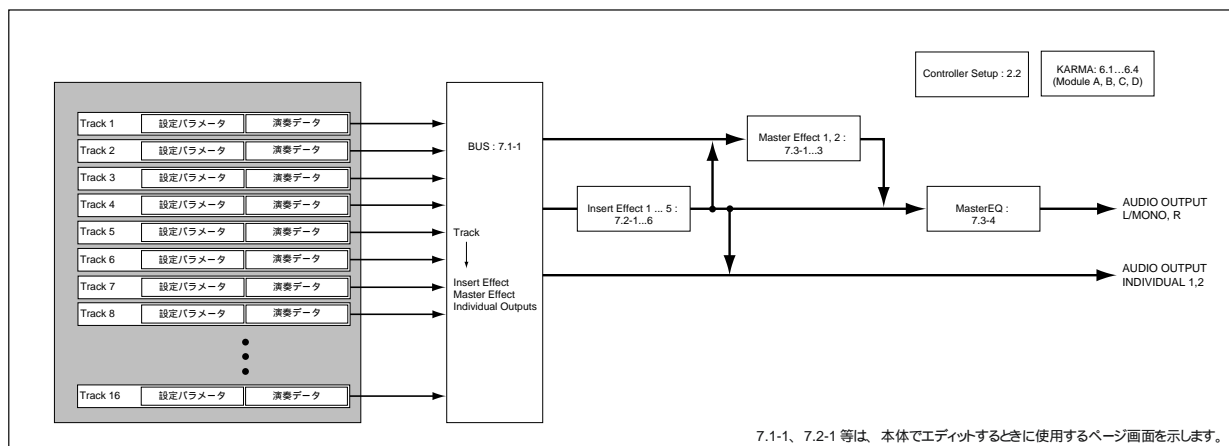 Controller Setup : 2.2
KARMA: 6.1...6.4
(Module A, B, C, D)
Track 1 設定パラメータ 演奏データ
Track 2 設定パラメータ 演奏データ
Track 3 設定パラメータ 演奏データ
Track 4 設定パラメータ 演奏データ
Track 5 設定パラメータ 演奏データ
Track 6 設定パラメータ 演奏データ
Track 7 設定パラメータ 演奏データ
Track 8 設定パラメータ 演奏データ
Track 16 設定パラメータ 演奏データ
BUS : 7.1-1
Track
Insert Effect
Master Effect
Individual Outputs
Master Effect 1, 2 :
7.3-1...3
Insert Effect 1 ... 5 :
7.2-1...6
MasterEQ :
7.3-4
AUDIO OUTPUT
L/MONO, R
AUDIO OUTPUT
INDIVIDUAL 1,2
7.1-1、7.2-1 等は、本体でエディットするときに使用するページ画面を示します。